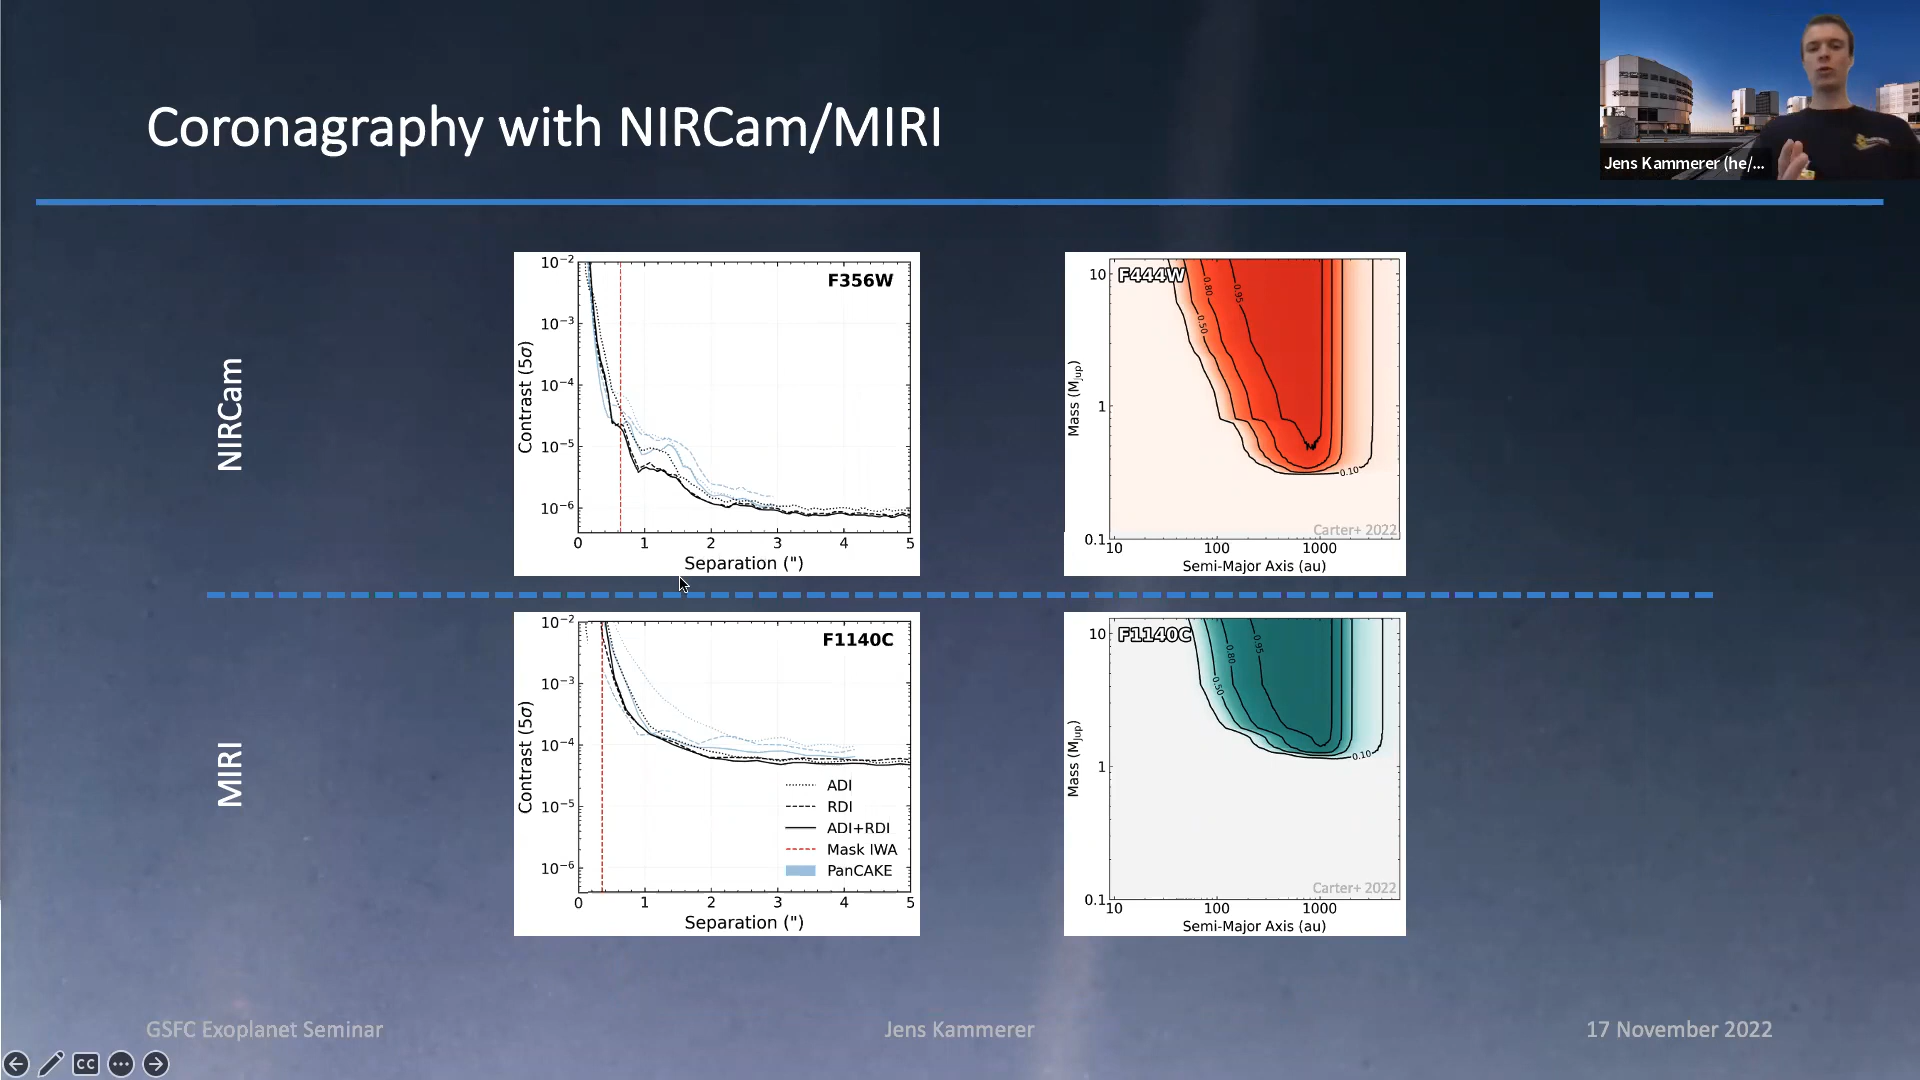 Coronagraphy with NIRCam/MIRI
Jens Kammerer (he/...
NIRCam
10⁻²
10⁻³
10⁻⁴
10⁻⁵
10⁻⁶
Contrast (5σ)
F356W
0 1 2 3 4 5
Separation (")
10
1
0.1
Mass (MJup)
F444W
0.50
0.80
0.95
0.10
Carter+ 2022
10 100 1000
Semi-Major Axis (au)
MIRI
10⁻²
10⁻³
10⁻⁴
10⁻⁵
10⁻⁶
Contrast (5σ)
F1140C
ADI
RDI
ADI+RDI
Mask IWA
PanCAKE
0 1 2 3 4 5
Separation (")
10
1
0.1
Mass (MJup)
F1140C
0.50
0.80
0.95
0.10
Carter+ 2022
10 100 1000
Semi-Major Axis (au)
GSFC Exoplanet Seminar
Jens Kammerer
17 November 2022
CC